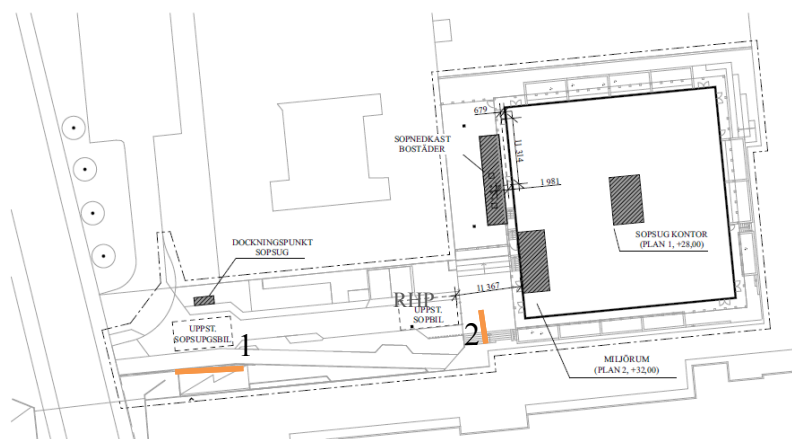 679
SOPNEDKAST
BOSTÄDER
11 314
1 981
SOPSUG KONTOR
(PLAN 1, +28,00)
DOCKNINGSPUNKT
SOPSUG
11 367
RHP
UPPST.
SOPBIL
UPPST.
SOPSUPGSBIL
1
2
MILJÖRUM
(PLAN 2, +32,00)